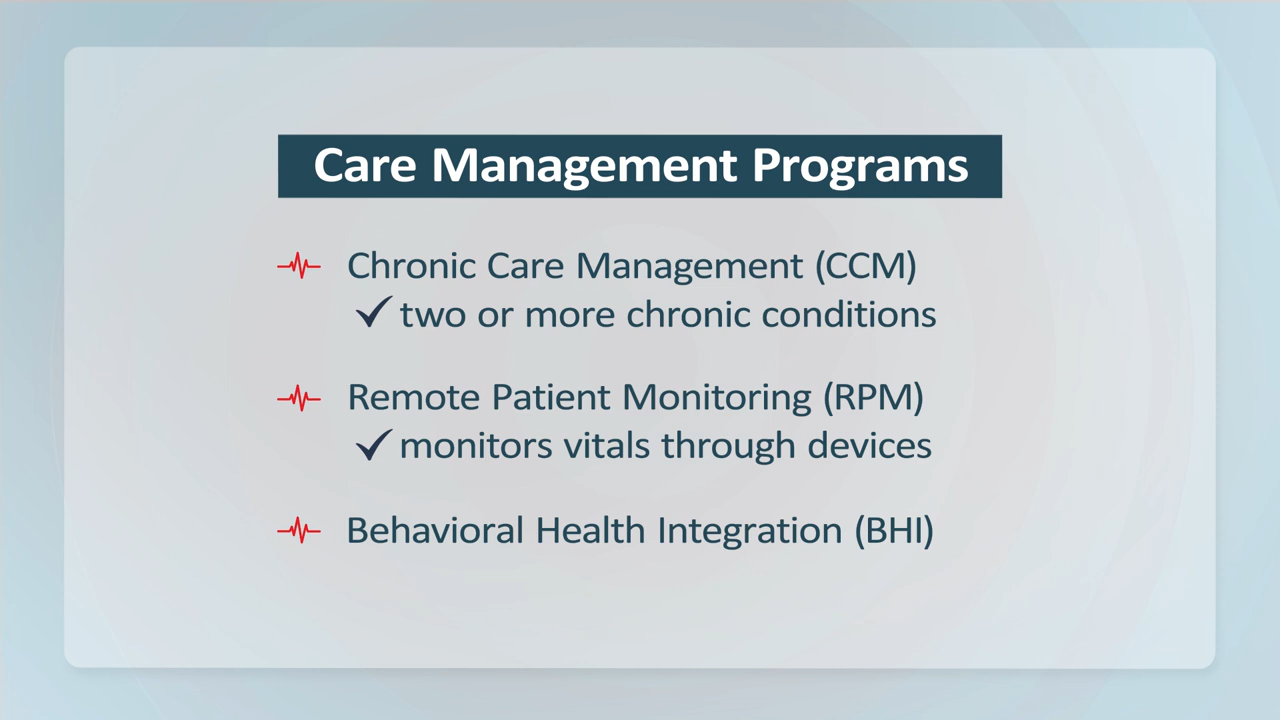 Care Management Programs
Chronic Care Management (CCM)
two or more chronic conditions
Remote Patient Monitoring (RPM)
monitors vitals through devices
Behavioral Health Integration (BHI)